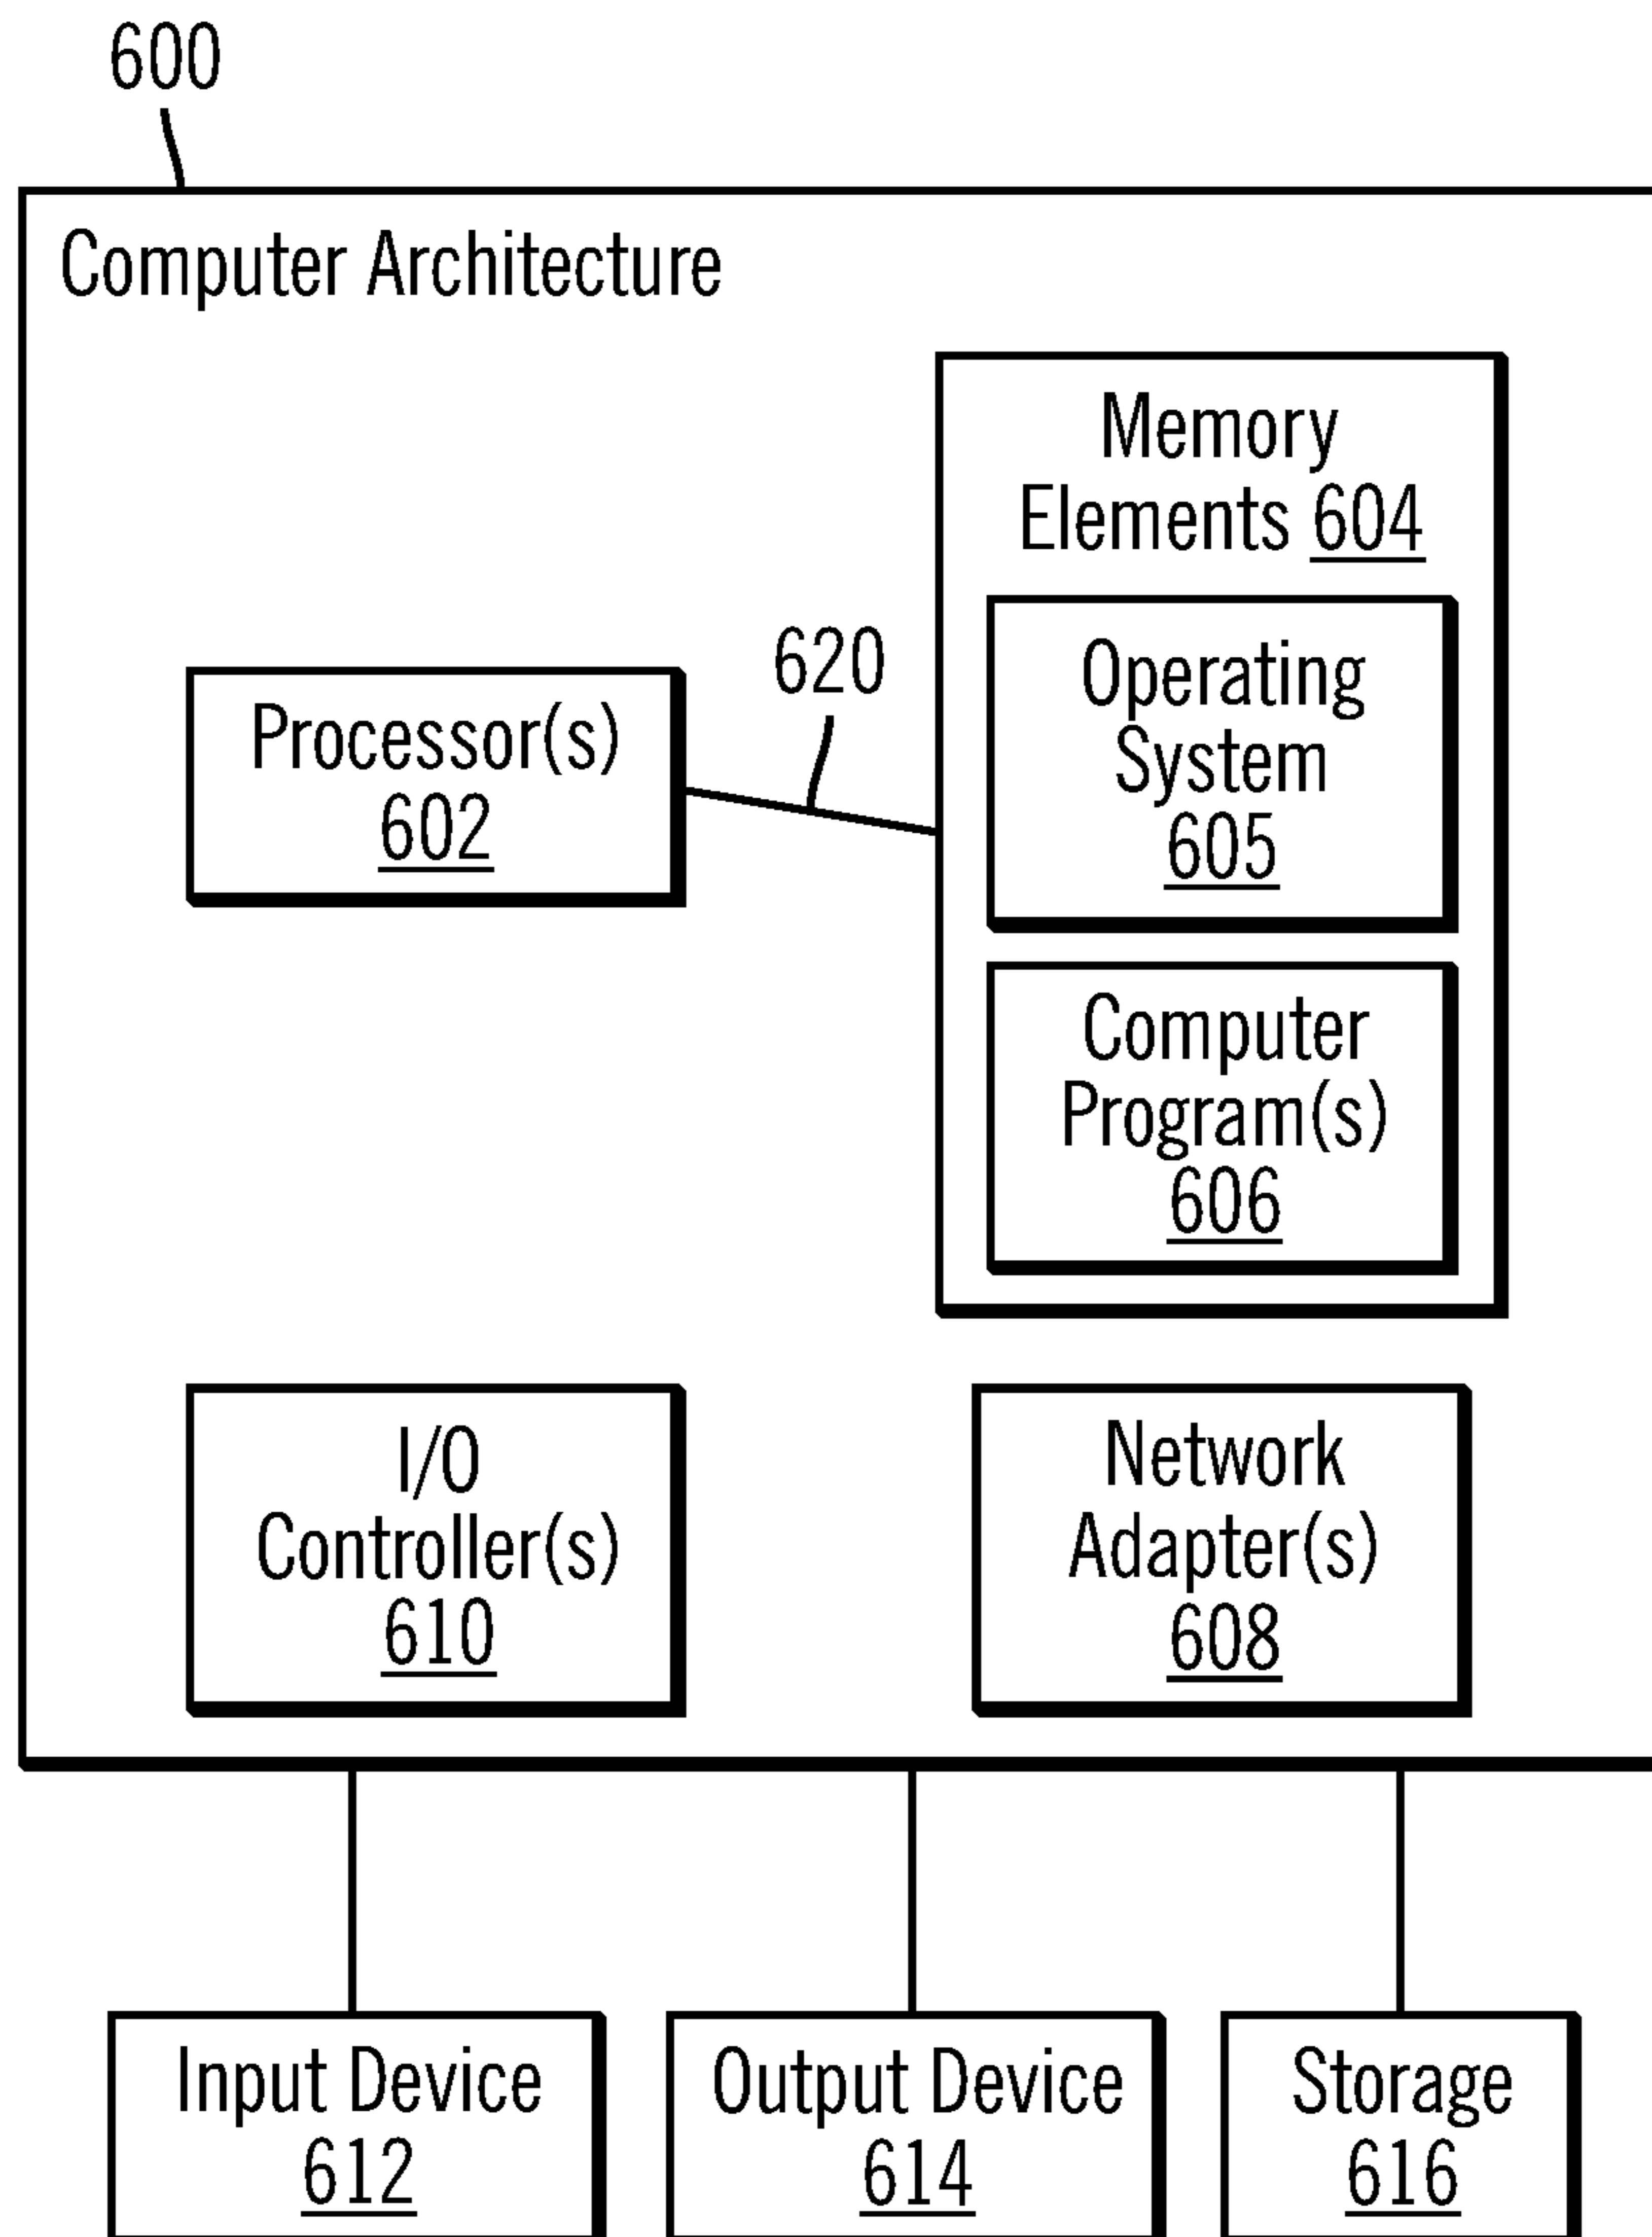 600
Computer Architecture
Memory
Elements 604
Operating
System
605
620
Processor(s)
602
Computer
Program(s)
606
I/O
Controller(s)
610
Network
Adapter(s)
608
Input Device
612
Output Device
614
Storage
616